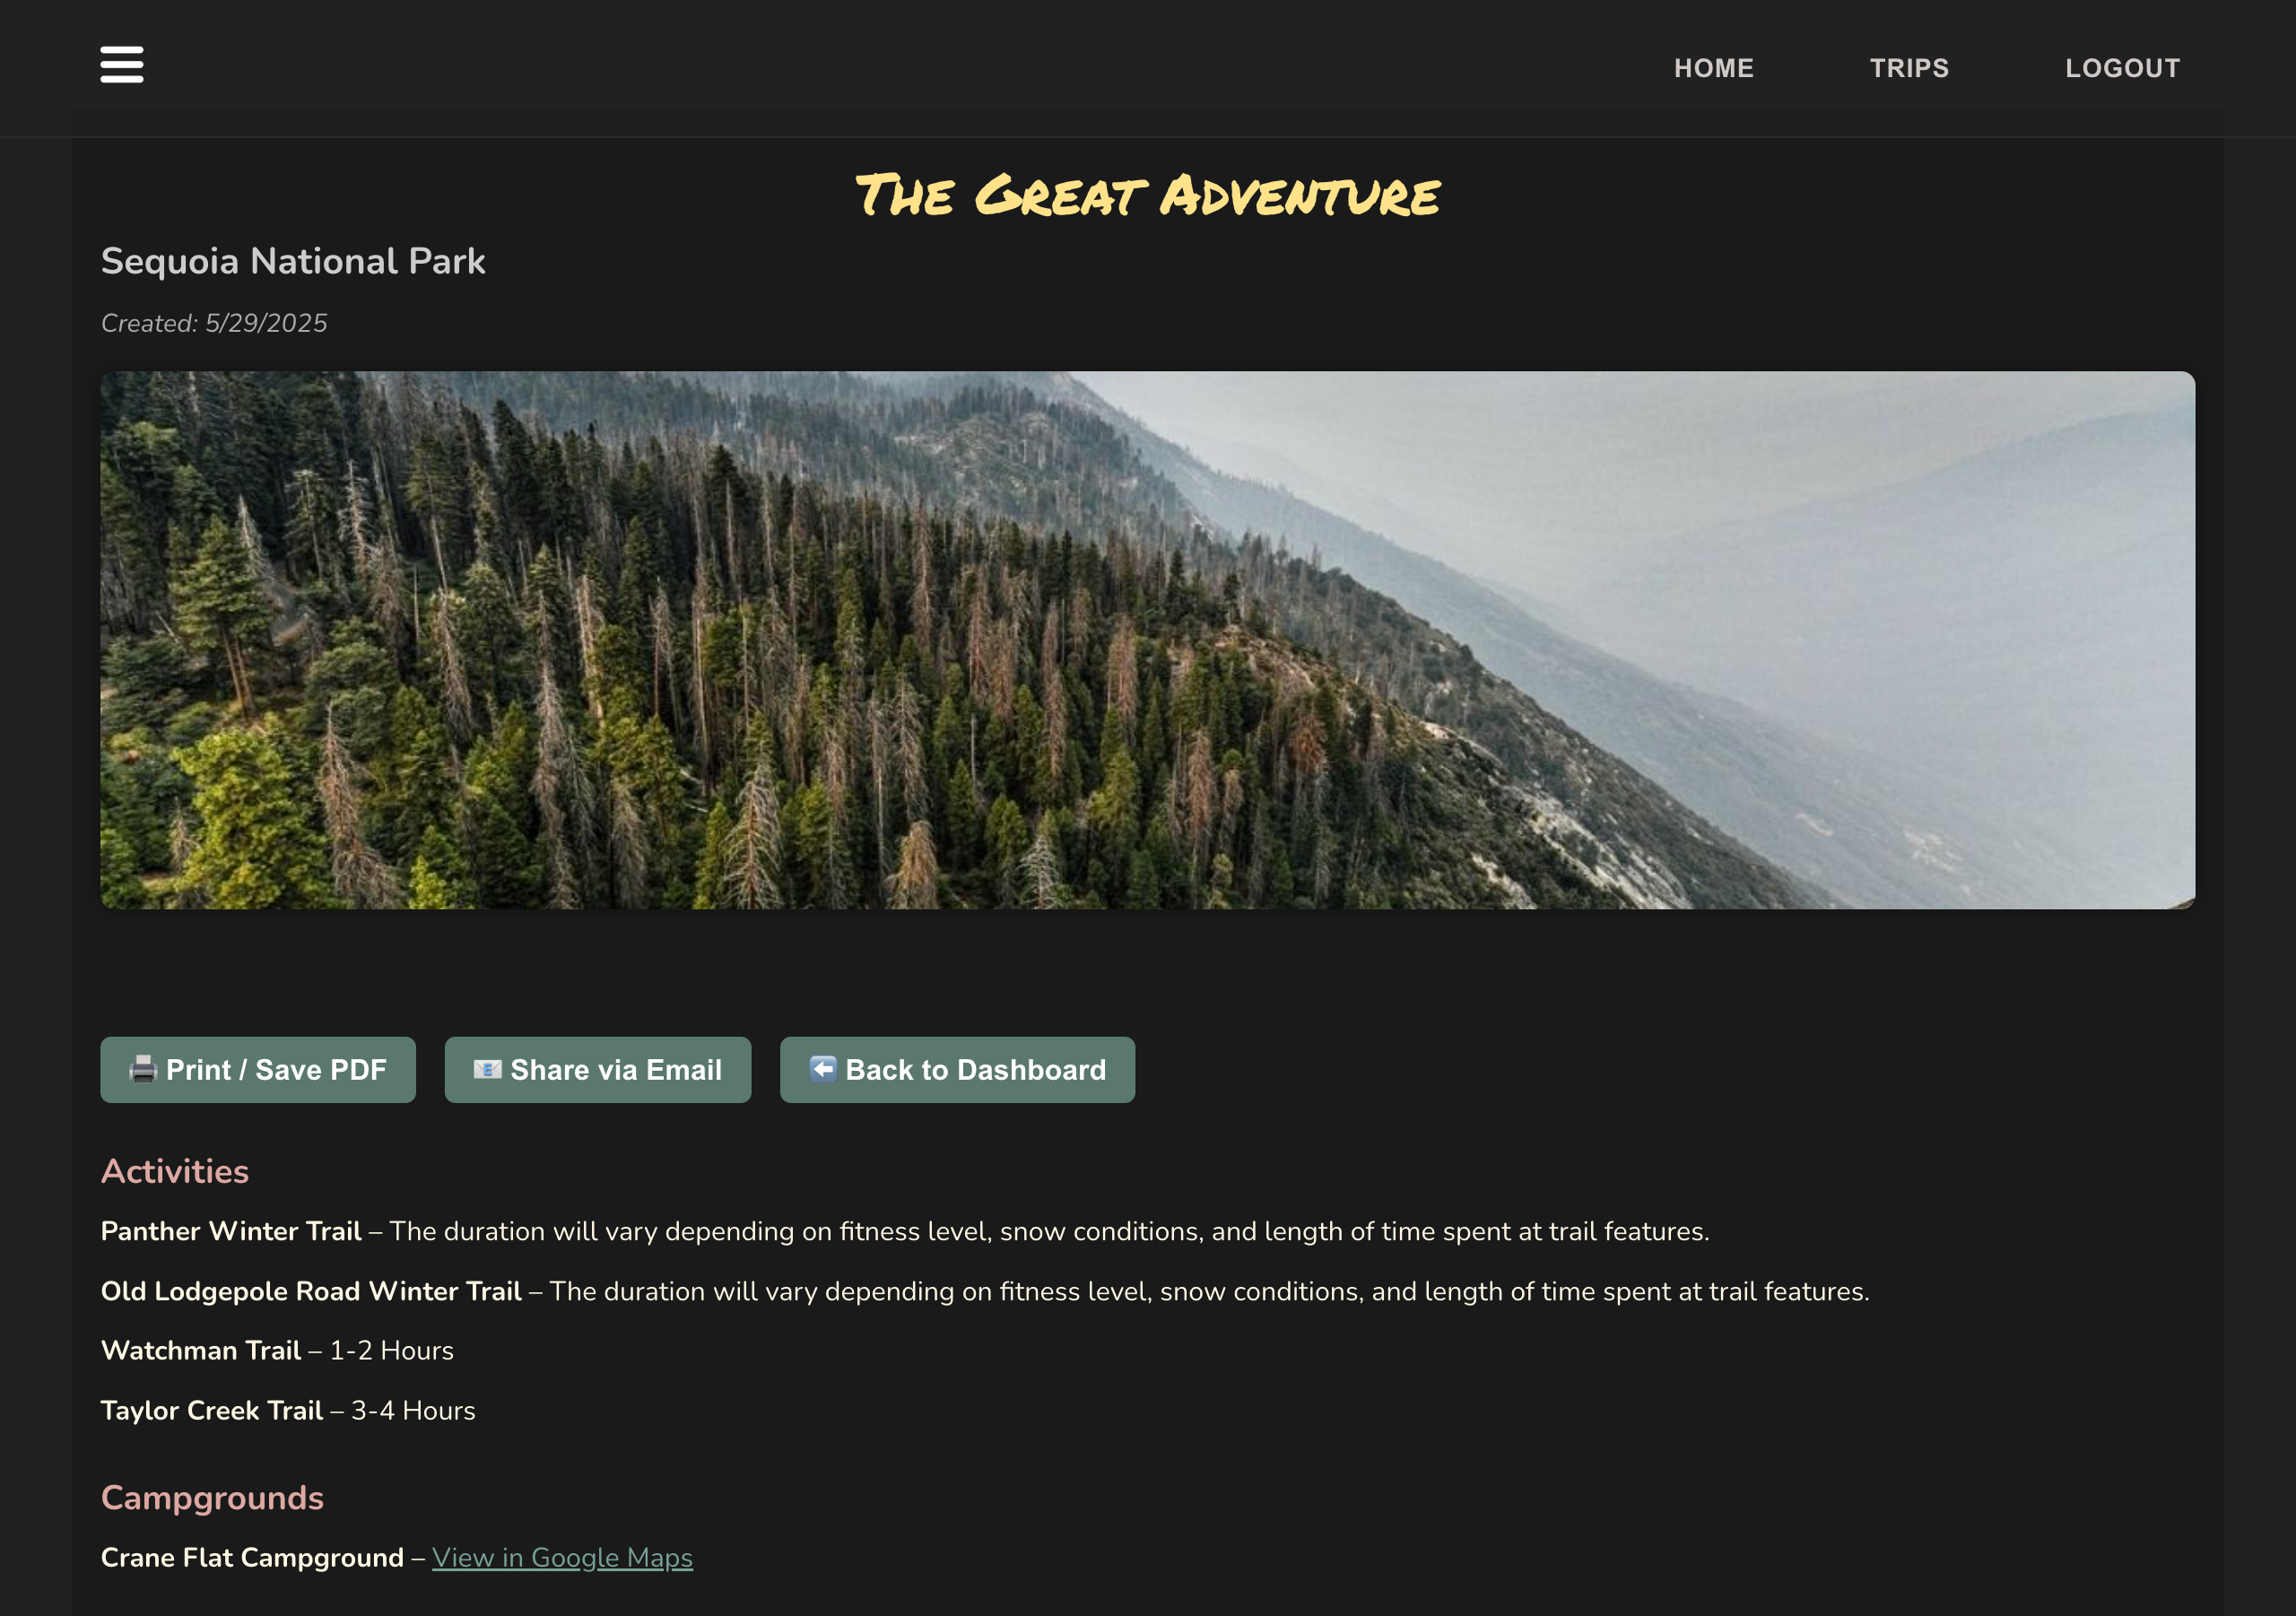 HOME TRIPS LOGOUT
The Great Adventure
Sequoia National Park
Created: 5/29/2025
Print / Save PDF Share via Email Back to Dashboard
Activities
Panther Winter Trail – The duration will vary depending on fitness level, snow conditions, and length of time spent at trail features.
Old Lodgepole Road Winter Trail – The duration will vary depending on fitness level, snow conditions, and length of time spent at trail features.
Watchman Trail – 1-2 Hours
Taylor Creek Trail – 3-4 Hours
Campgrounds
Crane Flat Campground – View in Google Maps